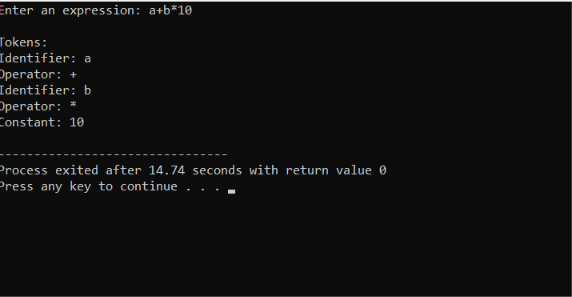 Enter an expression: a+b*10
Tokens:
Identifier: a
Operator: +
Identifier: b
Operator: *
Constant: 10
--------------------------------
Process exited after 14.74 seconds with return value 0
Press any key to continue . . .